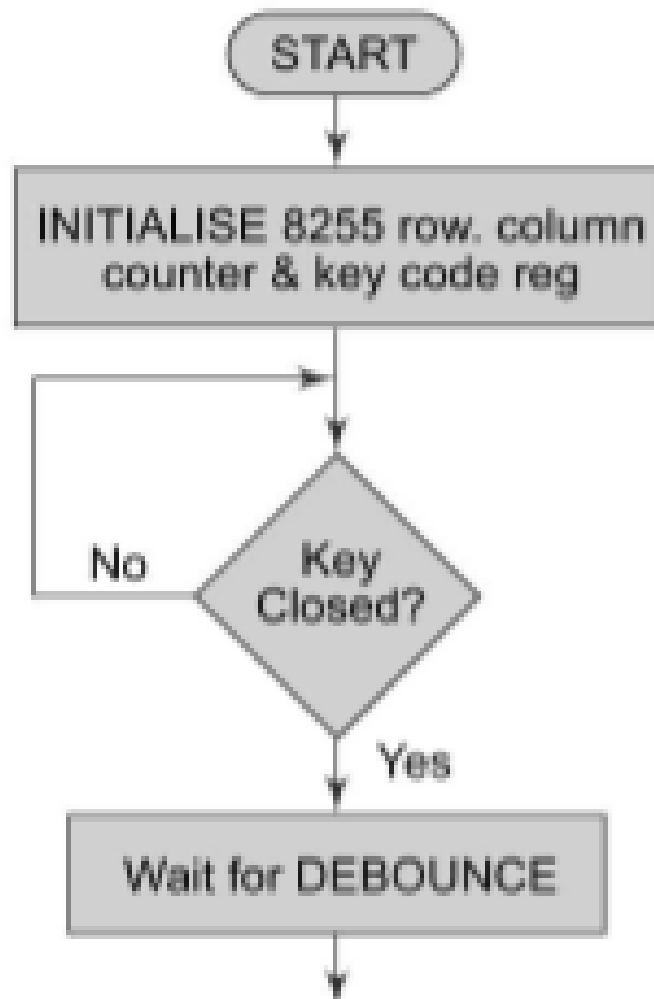 START
INITIALISE 8255 row. column
counter & key code reg
No
Key
Closed?
Yes
Wait for DEBOUNCE